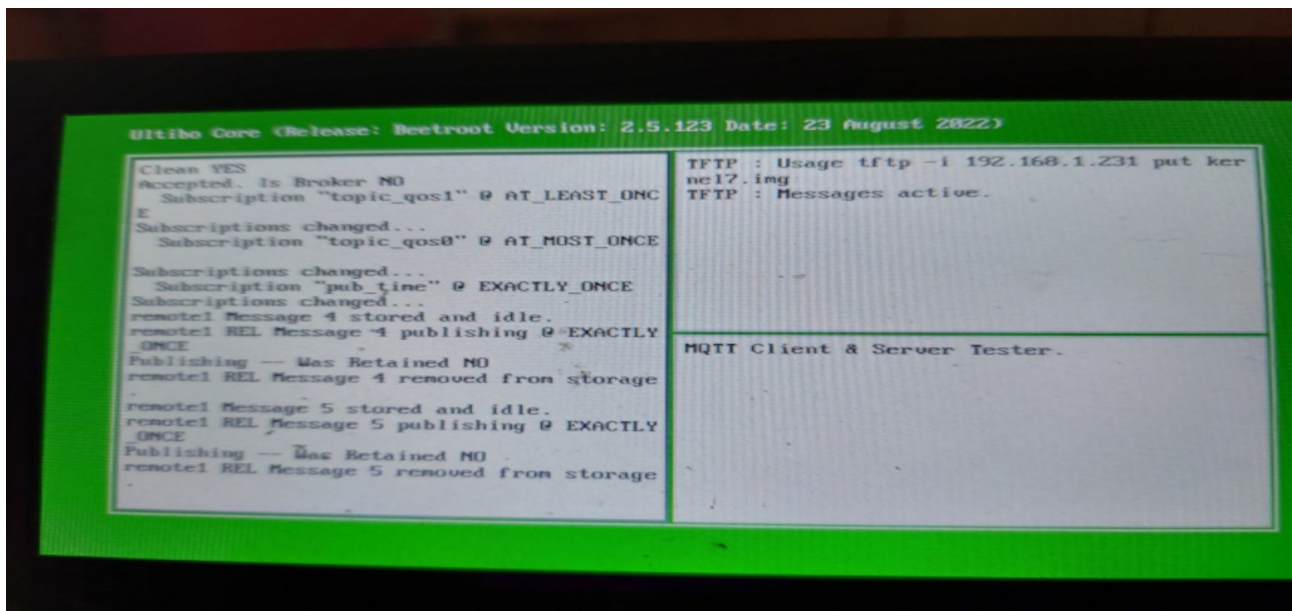 Ultibo Core (Release: Beetroot Version: 2.5.123 Date: 23 August 2022)
Clean YES
Accepted. Is Broker NO
Subscription "topic_qos1" @ AT_LEAST_ONC
E
Subscriptions changed...
Subscription "topic_qos0" @ AT_MOST_ONCE
Subscriptions changed...
Subscription "pub_time" @ EXACTLY_ONCE
Subscriptions changed...
remote1 Message 4 stored and idle.
remote1 REL Message 4 publishing @ EXACTLY
_ONCE
Publishing -- Was Retained NO
remote1 REL Message 4 removed from storage
.
remote1 Message 5 stored and idle.
remote1 REL Message 5 publishing @ EXACTLY
_ONCE
Publishing -- Was Retained NO
remote1 REL Message 5 removed from storage
.
TFTP : Usage tftp -i 192.168.1.231 put ker
nel7.img
TFTP : Messages active.
MQTT Client & Server Tester.